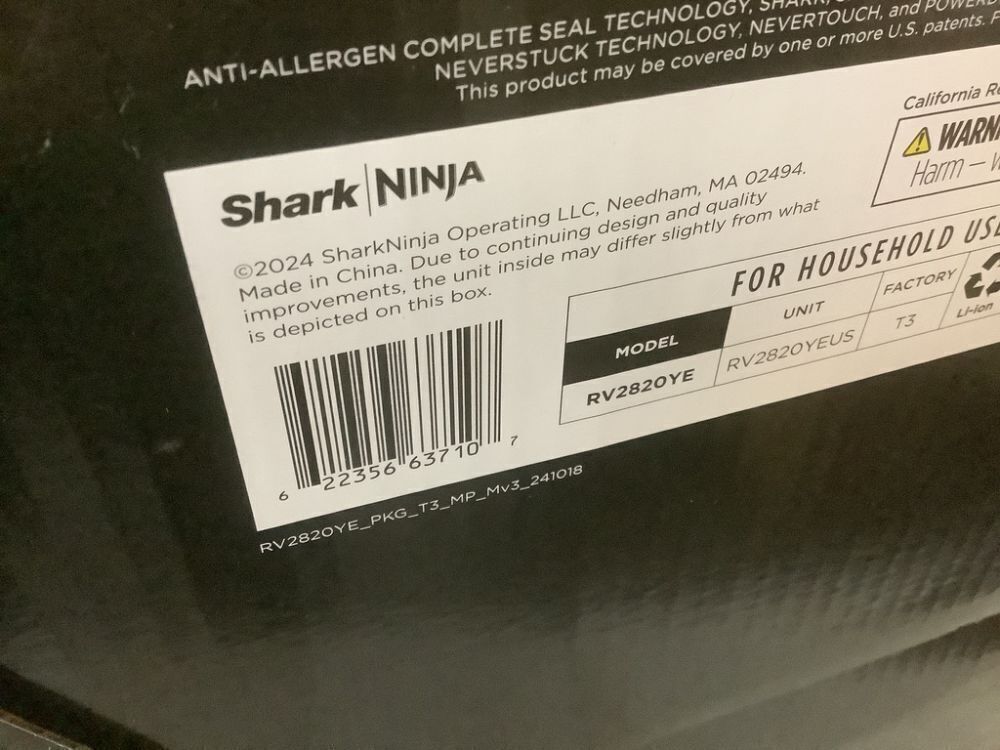 ANTI-ALLERGEN COMPLETE SEAL TECHNOLOGY,
NEVERSTUCK TECHNOLOGY, NEVERTOUCH, and
This product may be covered by one or more U.S. patents.
Shark | NINJA
©2024 SharkNinja Operating LLC, Needham, MA 02494.
Made in China. Due to continuing design and quality
improvements, the unit inside may differ slightly from what
is depicted on this box.
6 22356 63710 7
RV2820YE_PKG_T3_MP_Mv3_241018
California
Harm –
FOR HOUSEHOLD
MODEL UNIT FACTORY
RV2820YE RV2820YEUS T3
Li-ion